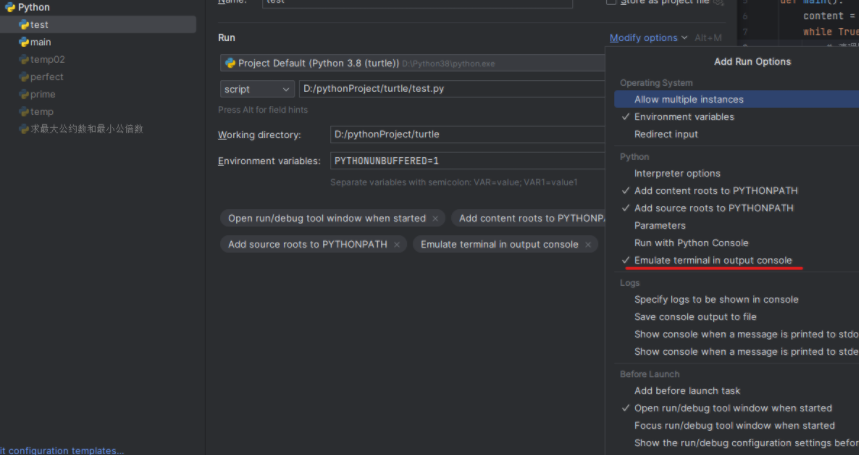 Python
Name:
test
Store as project file
def main():
content =
while True
test
main
temp02
perfect
prime
temp
求最大公约数和最小公倍数
Run
Modify options Alt+M
Project Default (Python 3.8 (turtle)) D:\Python38\python.exe
script
D:/pythonProject/turtle/test.py
Press Alt for field hints
Working directory:
D:/pythonProject/turtle
Environment variables:
PYTHONUNBUFFERED=1
Separate variables with semicolon: VAR=value; VAR1=value1
Open run/debug tool window when started ×
Add content roots to PYTHONPA
Add source roots to PYTHONPATH ×
Emulate terminal in output console ×
Add Run Options
Operating System
Allow multiple instances
Environment variables
Redirect input
Python
Interpreter options
Add content roots to PYTHONPATH
Add source roots to PYTHONPATH
Parameters
Run with Python Console
Emulate terminal in output console
Logs
Specify logs to be shown in console
Save console output to file
Show console when a message is printed to stdo
Show console when a message is printed to stde
Before Launch
Add before launch task
Open run/debug tool window when started
Focus run/debug tool window when started
Show the run/debug configuration settings befor
it configuration templates...